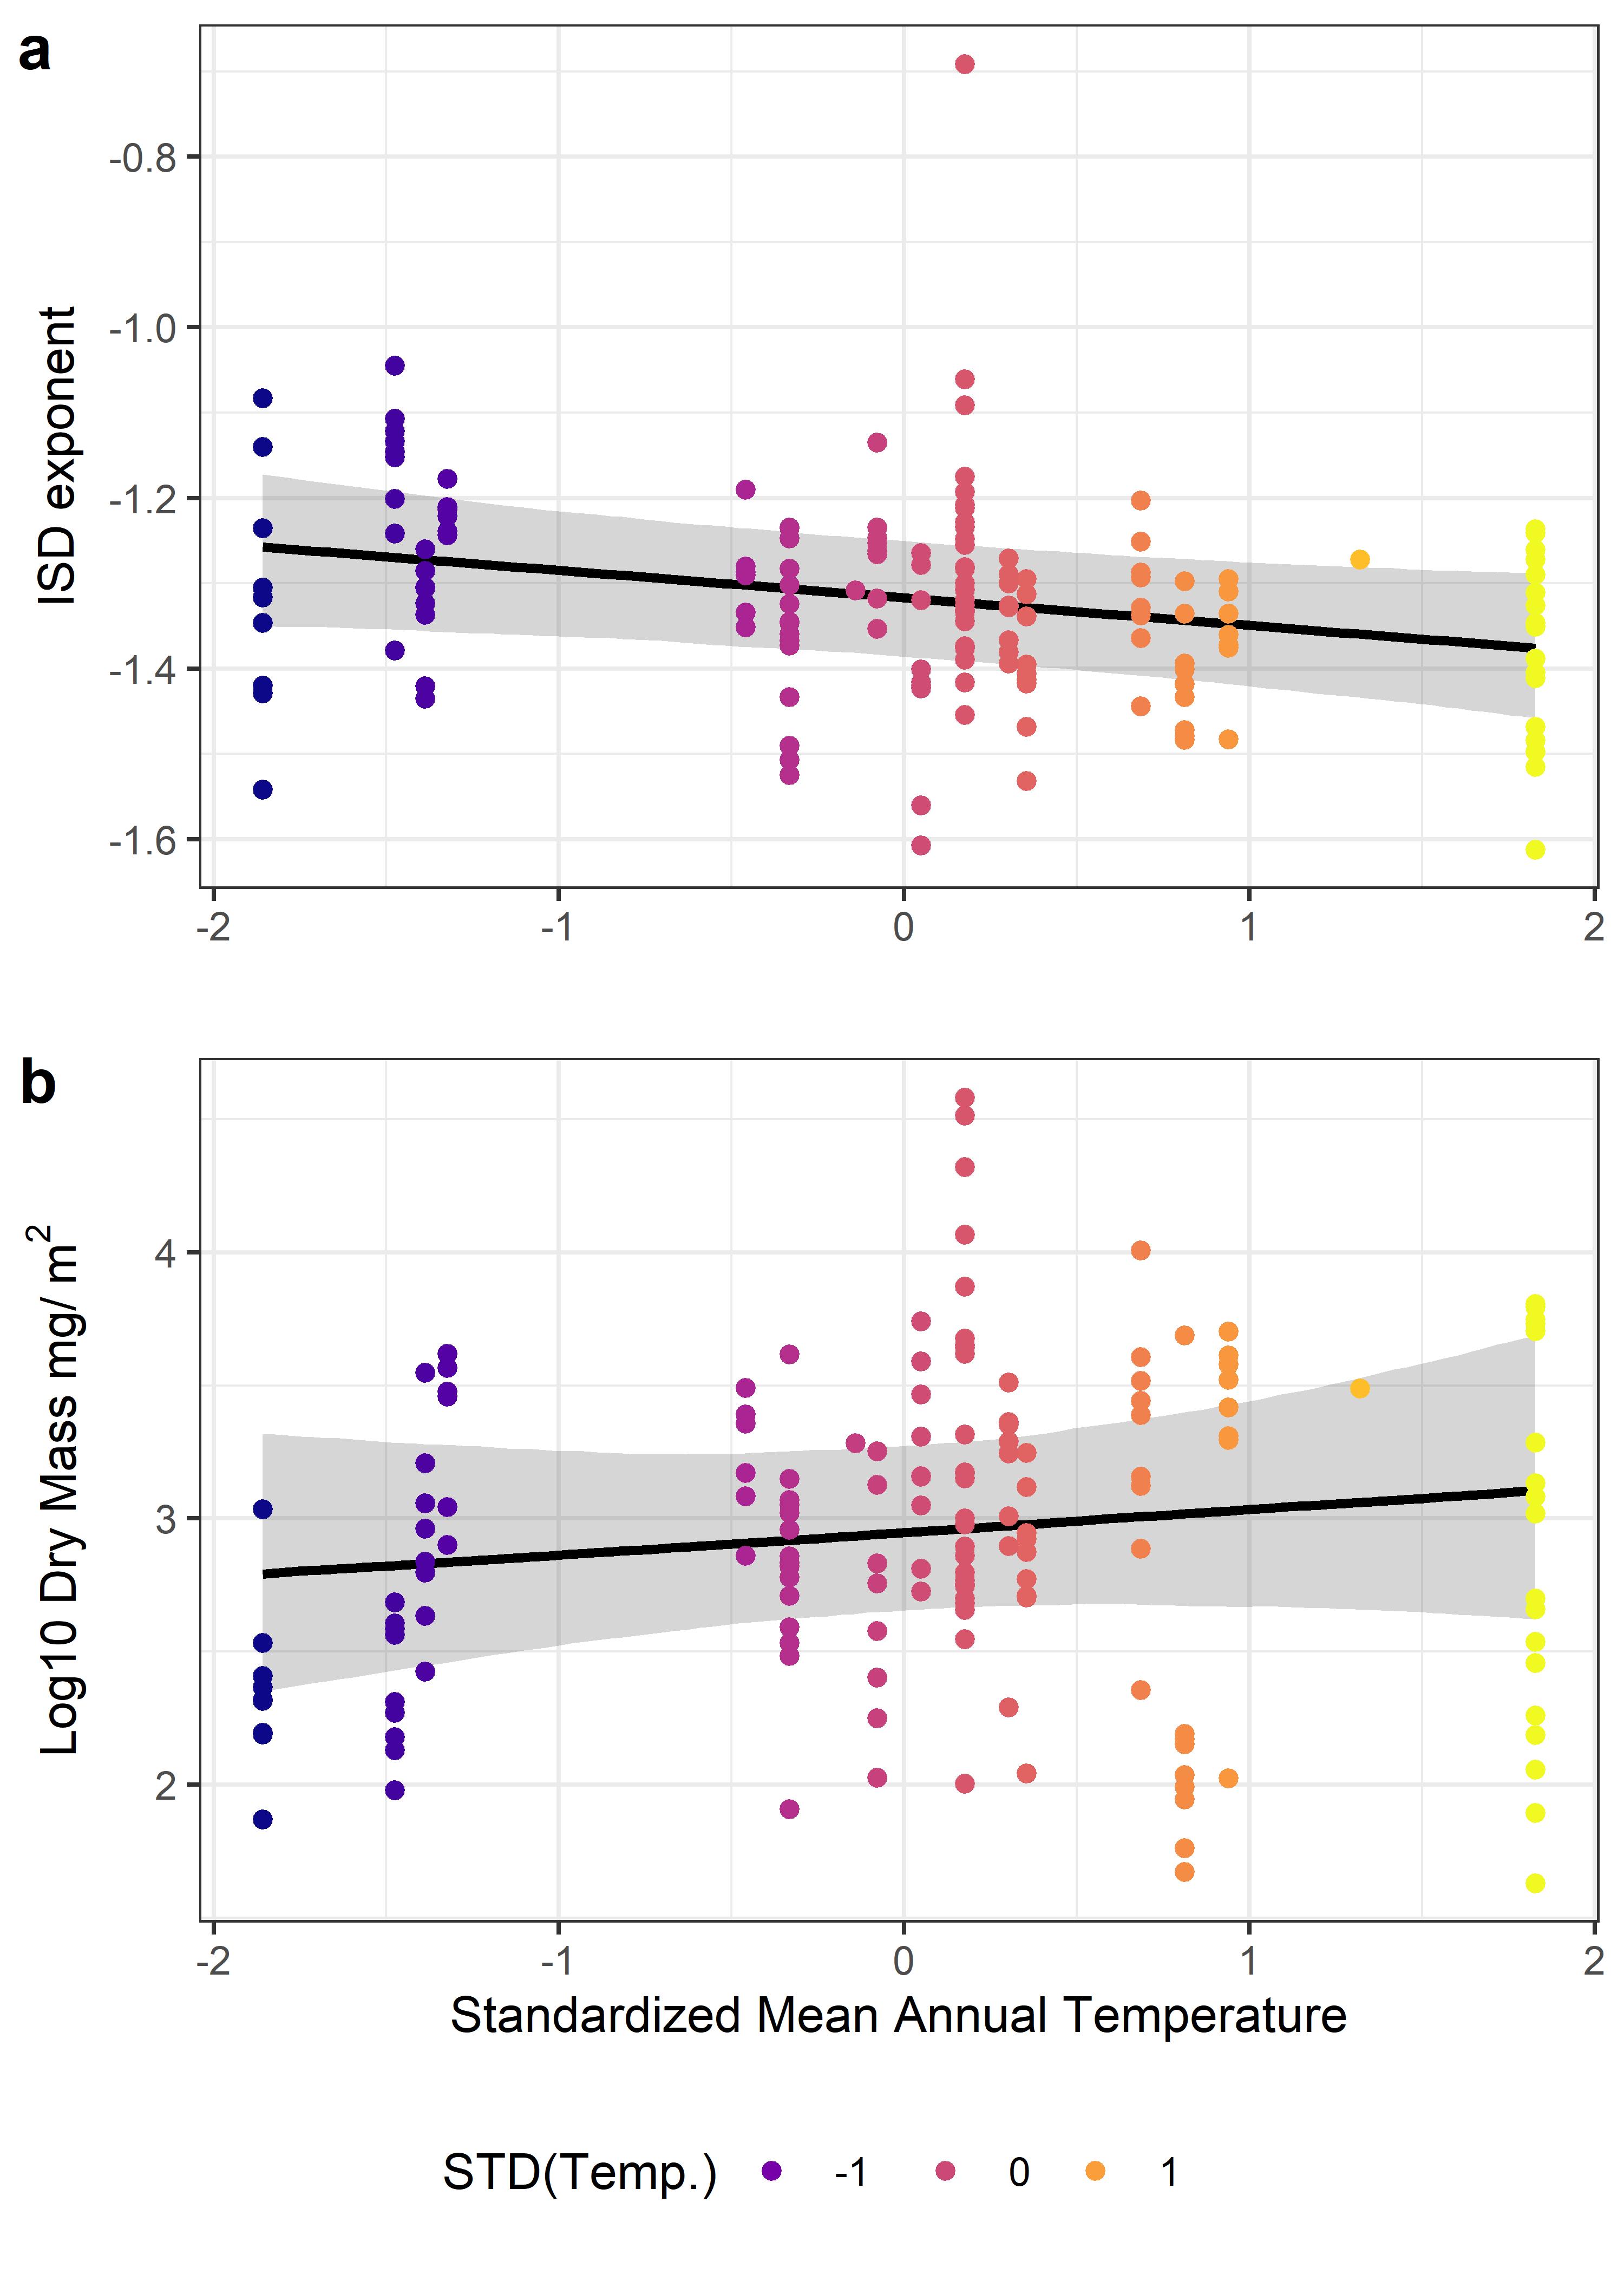 a
ISD exponent
-0.8
-1.0
-1.2
-1.4
-1.6
-2 -1 0 1 2
b
Log10 Dry Mass mg/ m²
4
3
2
-2 -1 0 1 2
Standardized Mean Annual Temperature
STD(Temp.) -1 0 1